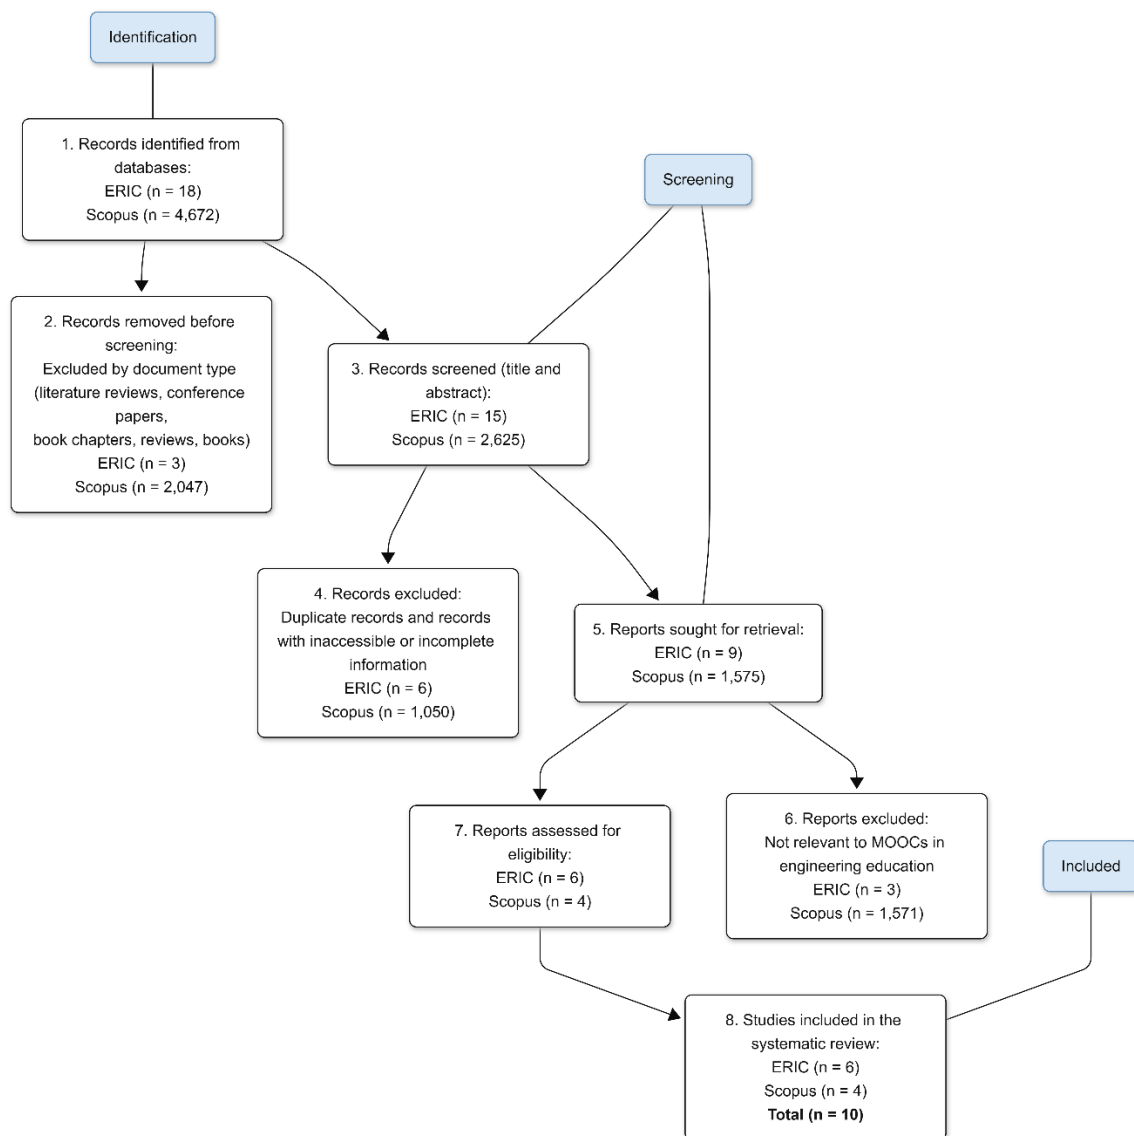 Identification
1. Records identified from
databases:
ERIC (n = 18)
Scopus (n = 4,672)
Screening
2. Records removed before
screening:
Excluded by document type
(literature reviews, conference
papers,
book chapters, reviews, books)
ERIC (n = 3)
Scopus (n = 2,047)
3. Records screened (title and
abstract):
ERIC (n = 15)
Scopus (n = 2,625)
4. Records excluded:
Duplicate records and records
with inaccessible or incomplete
information
ERIC (n = 6)
Scopus (n = 1,050)
5. Reports sought for retrieval:
ERIC (n = 9)
Scopus (n = 1,575)
7. Reports assessed for
eligibility:
ERIC (n = 6)
Scopus (n = 4)
6. Reports excluded:
Not relevant to MOOCs in
engineering education
ERIC (n = 3)
Scopus (n = 1,571)
Included
8. Studies included in the
systematic review:
ERIC (n = 6)
Scopus (n = 4)
Total (n = 10)